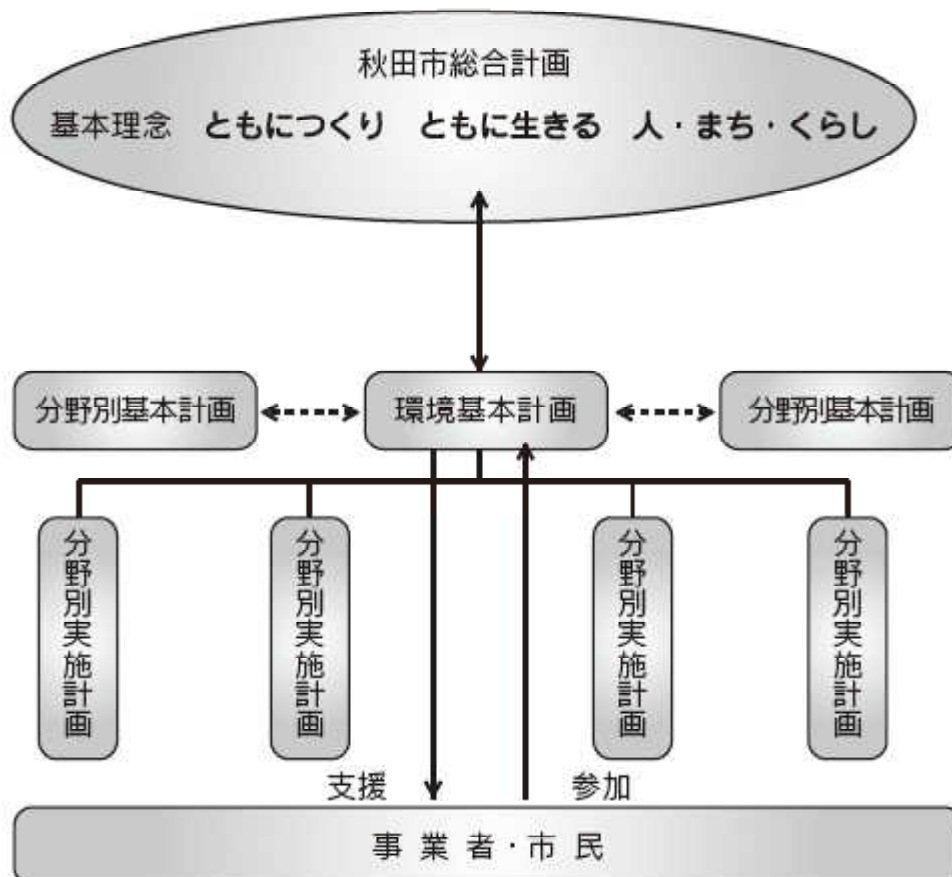 秋田市総合計画
基本理念 ともにつくり ともに生きる 人・まち・くらし
分野別基本計画
環境基本計画
分野別基本計画
分野別実施計画
分野別実施計画
分野別実施計画
分野別実施計画
支援
参加
事業者・市民